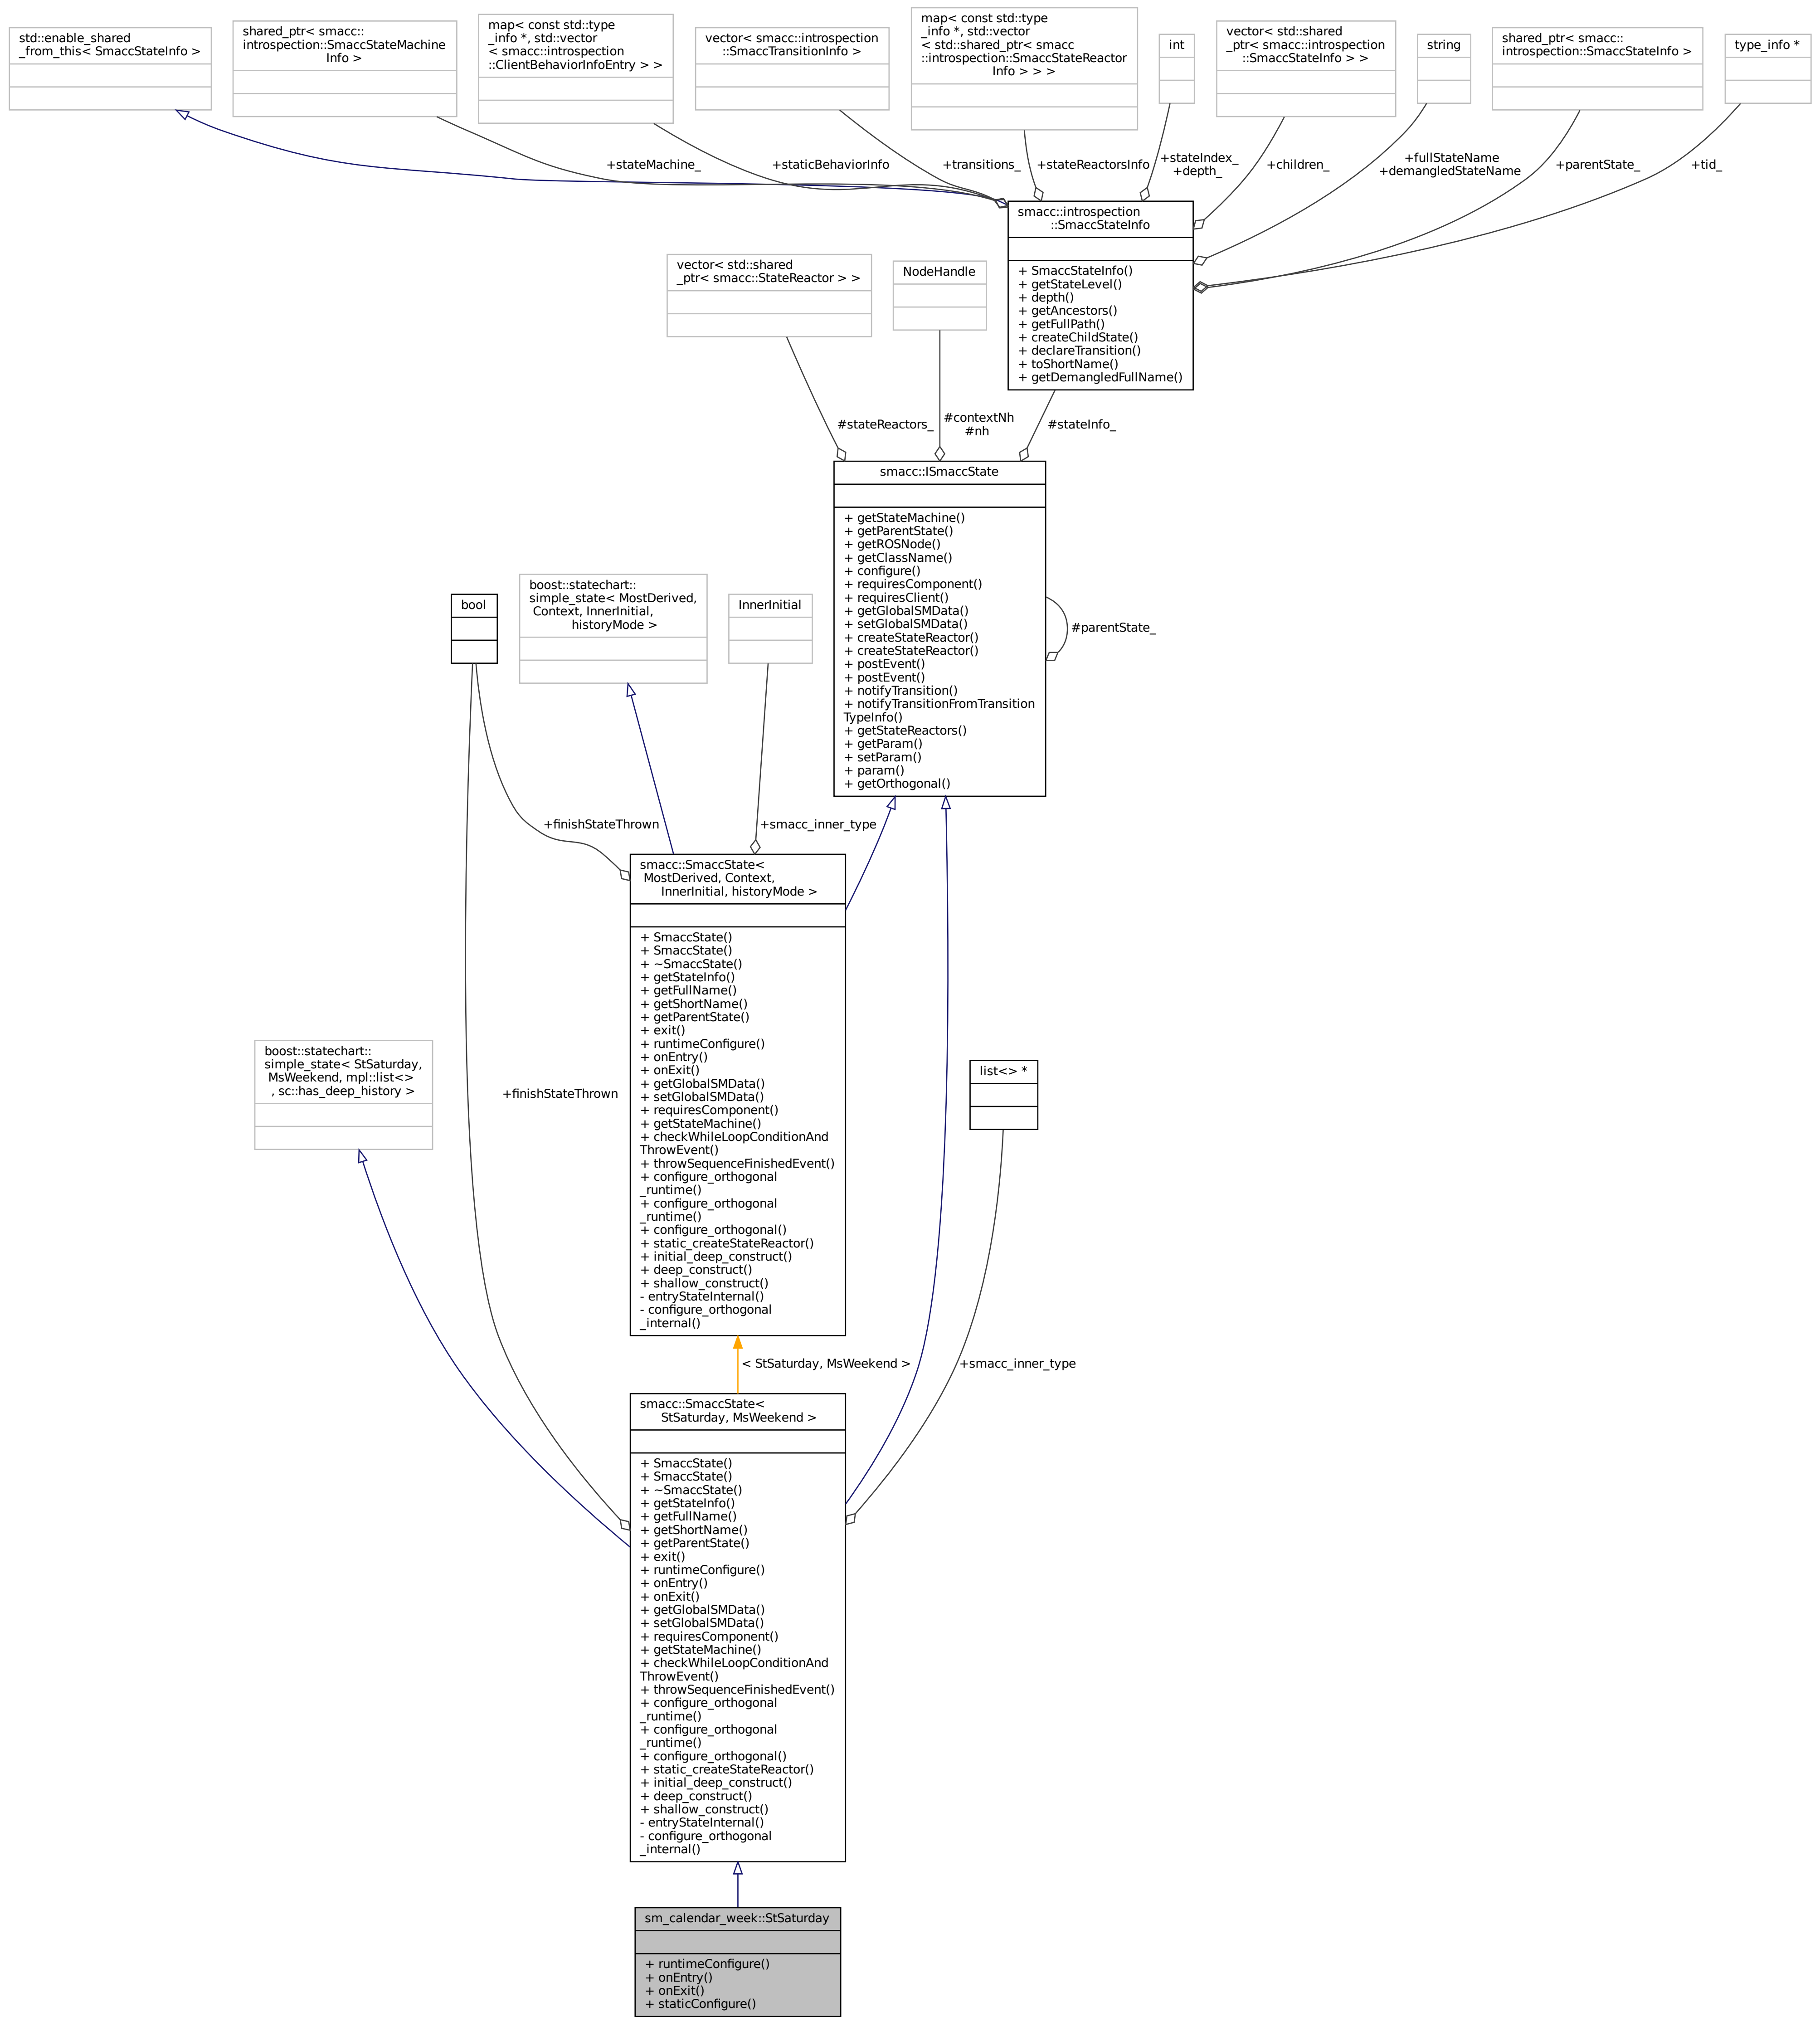 std::enable_shared
_from_this< SmaccStateInfo >
shared_ptr< smacc::
introspection::SmaccStateMachine
Info >
map< const std::type
_info *, std::vector
< smacc::introspection
::ClientBehaviorInfoEntry > >
vector< smacc::introspection
::SmaccTransitionInfo >
map< const std::type
_info *, std::vector
< std::shared_ptr< smacc
::introspection::SmaccStateReactor
Info > > >
int
vector< std::shared
_ptr< smacc::introspection
::SmaccStateInfo > >
string
shared_ptr< smacc::
introspection::SmaccStateInfo >
type_info *
+stateMachine_
+staticBehaviorInfo
+transitions_
+stateReactorsInfo
+stateIndex_
+depth_
+children_
+fullStateName
+demangledStateName
+parentState_
+tid_
smacc::introspection
::SmaccStateInfo
+ SmaccStateInfo()
+ getStateLevel()
+ depth()
+ getAncestors()
+ getFullPath()
+ createChildState()
+ declareTransition()
+ toShortName()
+ getDemangledFullName()
vector< std::shared
_ptr< smacc::StateReactor > >
NodeHandle
#stateReactors_
#contextNh
#nh
#stateInfo_
smacc::ISmaccState
+ getStateMachine()
+ getParentState()
+ getROSNode()
+ getClassName()
+ configure()
+ requiresComponent()
+ requiresClient()
+ getGlobalSMData()
+ setGlobalSMData()
+ createStateReactor()
+ createStateReactor()
+ postEvent()
+ postEvent()
+ notifyTransition()
+ notifyTransitionFromTransition
TypeInfo()
+ getStateReactors()
+ getParam()
+ setParam()
+ param()
+ getOrthogonal()
#parentState_
bool
boost::statechart::
simple_state< MostDerived,
Context, InnerInitial,
historyMode >
InnerInitial
+finishStateThrown
+smacc_inner_type
smacc::SmaccState<
MostDerived, Context,
InnerInitial, historyMode >
+ SmaccState()
+ SmaccState()
+ ~SmaccState()
+ getStateInfo()
+ getFullName()
+ getShortName()
+ getParentState()
+ exit()
+ runtimeConfigure()
+ onEntry()
+ onExit()
+ getGlobalSMData()
+ setGlobalSMData()
+ requiresComponent()
+ getStateMachine()
+ checkWhileLoopConditionAnd
ThrowEvent()
+ throwSequenceFinishedEvent()
+ configure_orthogonal
_runtime()
+ configure_orthogonal
_runtime()
+ configure_orthogonal()
+ static_createStateReactor()
+ initial_deep_construct()
+ deep_construct()
+ shallow_construct()
- entryStateInternal()
- configure_orthogonal
_internal()
boost::statechart::
simple_state< StSaturday,
MsWeekend, mpl::list<>
, sc::has_deep_history >
+finishStateThrown
list<> *
< StSaturday, MsWeekend >
+smacc_inner_type
smacc::SmaccState<
StSaturday, MsWeekend >
+ SmaccState()
+ SmaccState()
+ ~SmaccState()
+ getStateInfo()
+ getFullName()
+ getShortName()
+ getParentState()
+ exit()
+ runtimeConfigure()
+ onEntry()
+ onExit()
+ getGlobalSMData()
+ setGlobalSMData()
+ requiresComponent()
+ getStateMachine()
+ checkWhileLoopConditionAnd
ThrowEvent()
+ throwSequenceFinishedEvent()
+ configure_orthogonal
_runtime()
+ configure_orthogonal
_runtime()
+ configure_orthogonal()
+ static_createStateReactor()
+ initial_deep_construct()
+ deep_construct()
+ shallow_construct()
- entryStateInternal()
- configure_orthogonal
_internal()
sm_calendar_week::StSaturday
+ runtimeConfigure()
+ onEntry()
+ onExit()
+ staticConfigure()